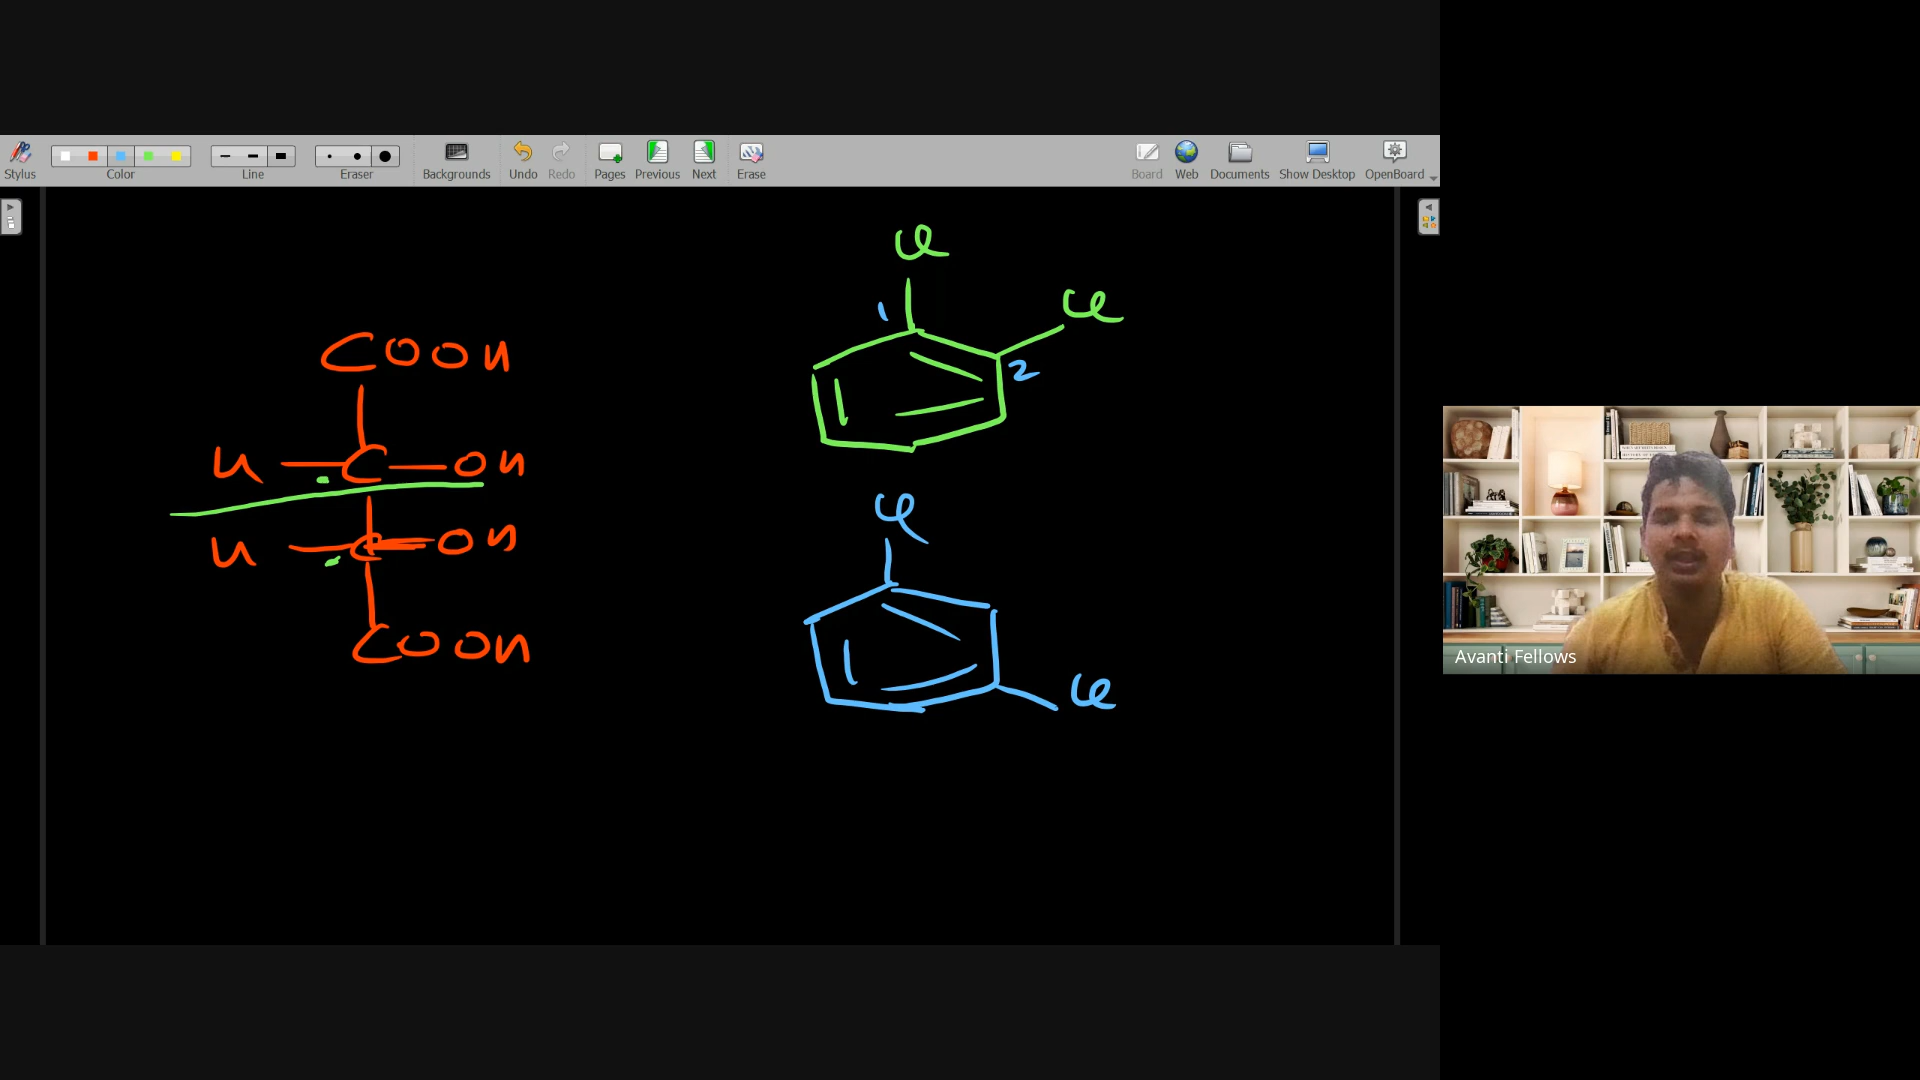 Stylus
Color
Line
Eraser
Backgrounds
Undo
Redo
Pages
Previous
Next
Erase
Board
Web
Documents
Show Desktop
OpenBoard
COOH
H C OH
H C OH
COOH
Cl
Cl
1
2
Cl
Cl
Avanti Fellows